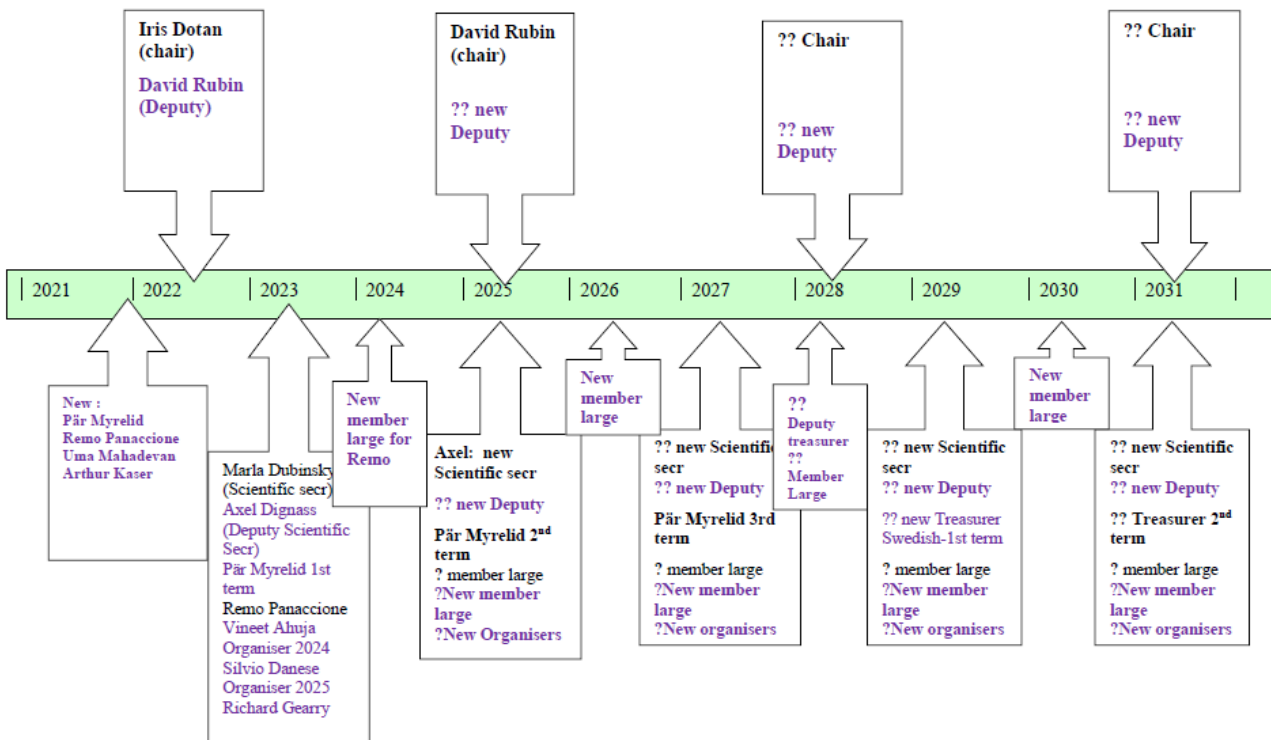 Iris Dotan
(chair)
David Rubin
(Deputy)
David Rubin
(chair)
?? new
Deputy
?? Chair
?? new
Deputy
?? Chair
?? new
Deputy
2021
2022
2023
2024
2025
2026
2027
2028
2029
2030
2031
New :
Pär Myrelid
Remo Panaccione
Uma Mahadevan
Arthur Kaser
Marla Dubinsky
(Scientific secr)
Axel Dignass
(Deputy Scientific
Secr)
Pär Myrelid 1st
term
Remo Panaccione
Vineet Ahuja
Organiser 2024
Silvio Danese
Organiser 2025
Richard Gearry
New
member
large for
Remo
Axel: new
Scientific secr
?? new Deputy
Pär Myrelid 2nd
term
? member large
?New member
large
?New Organisers
New
member
large
?? new Scientific
secr
?? new Deputy
Pär Myrelid 3rd
term
? member large
?New member
large
?New organisers
??
Deputy
treasurer
??
Member
Large
?? new Scientific
secr
?? new Deputy
?? new Treasurer
Swedish-1st term
? member large
?New member
large
?New organisers
New
member
large
?? new Scientific
secr
?? new Deputy
?? Treasurer 2nd
term
? member large
?New member
large
?New organisers